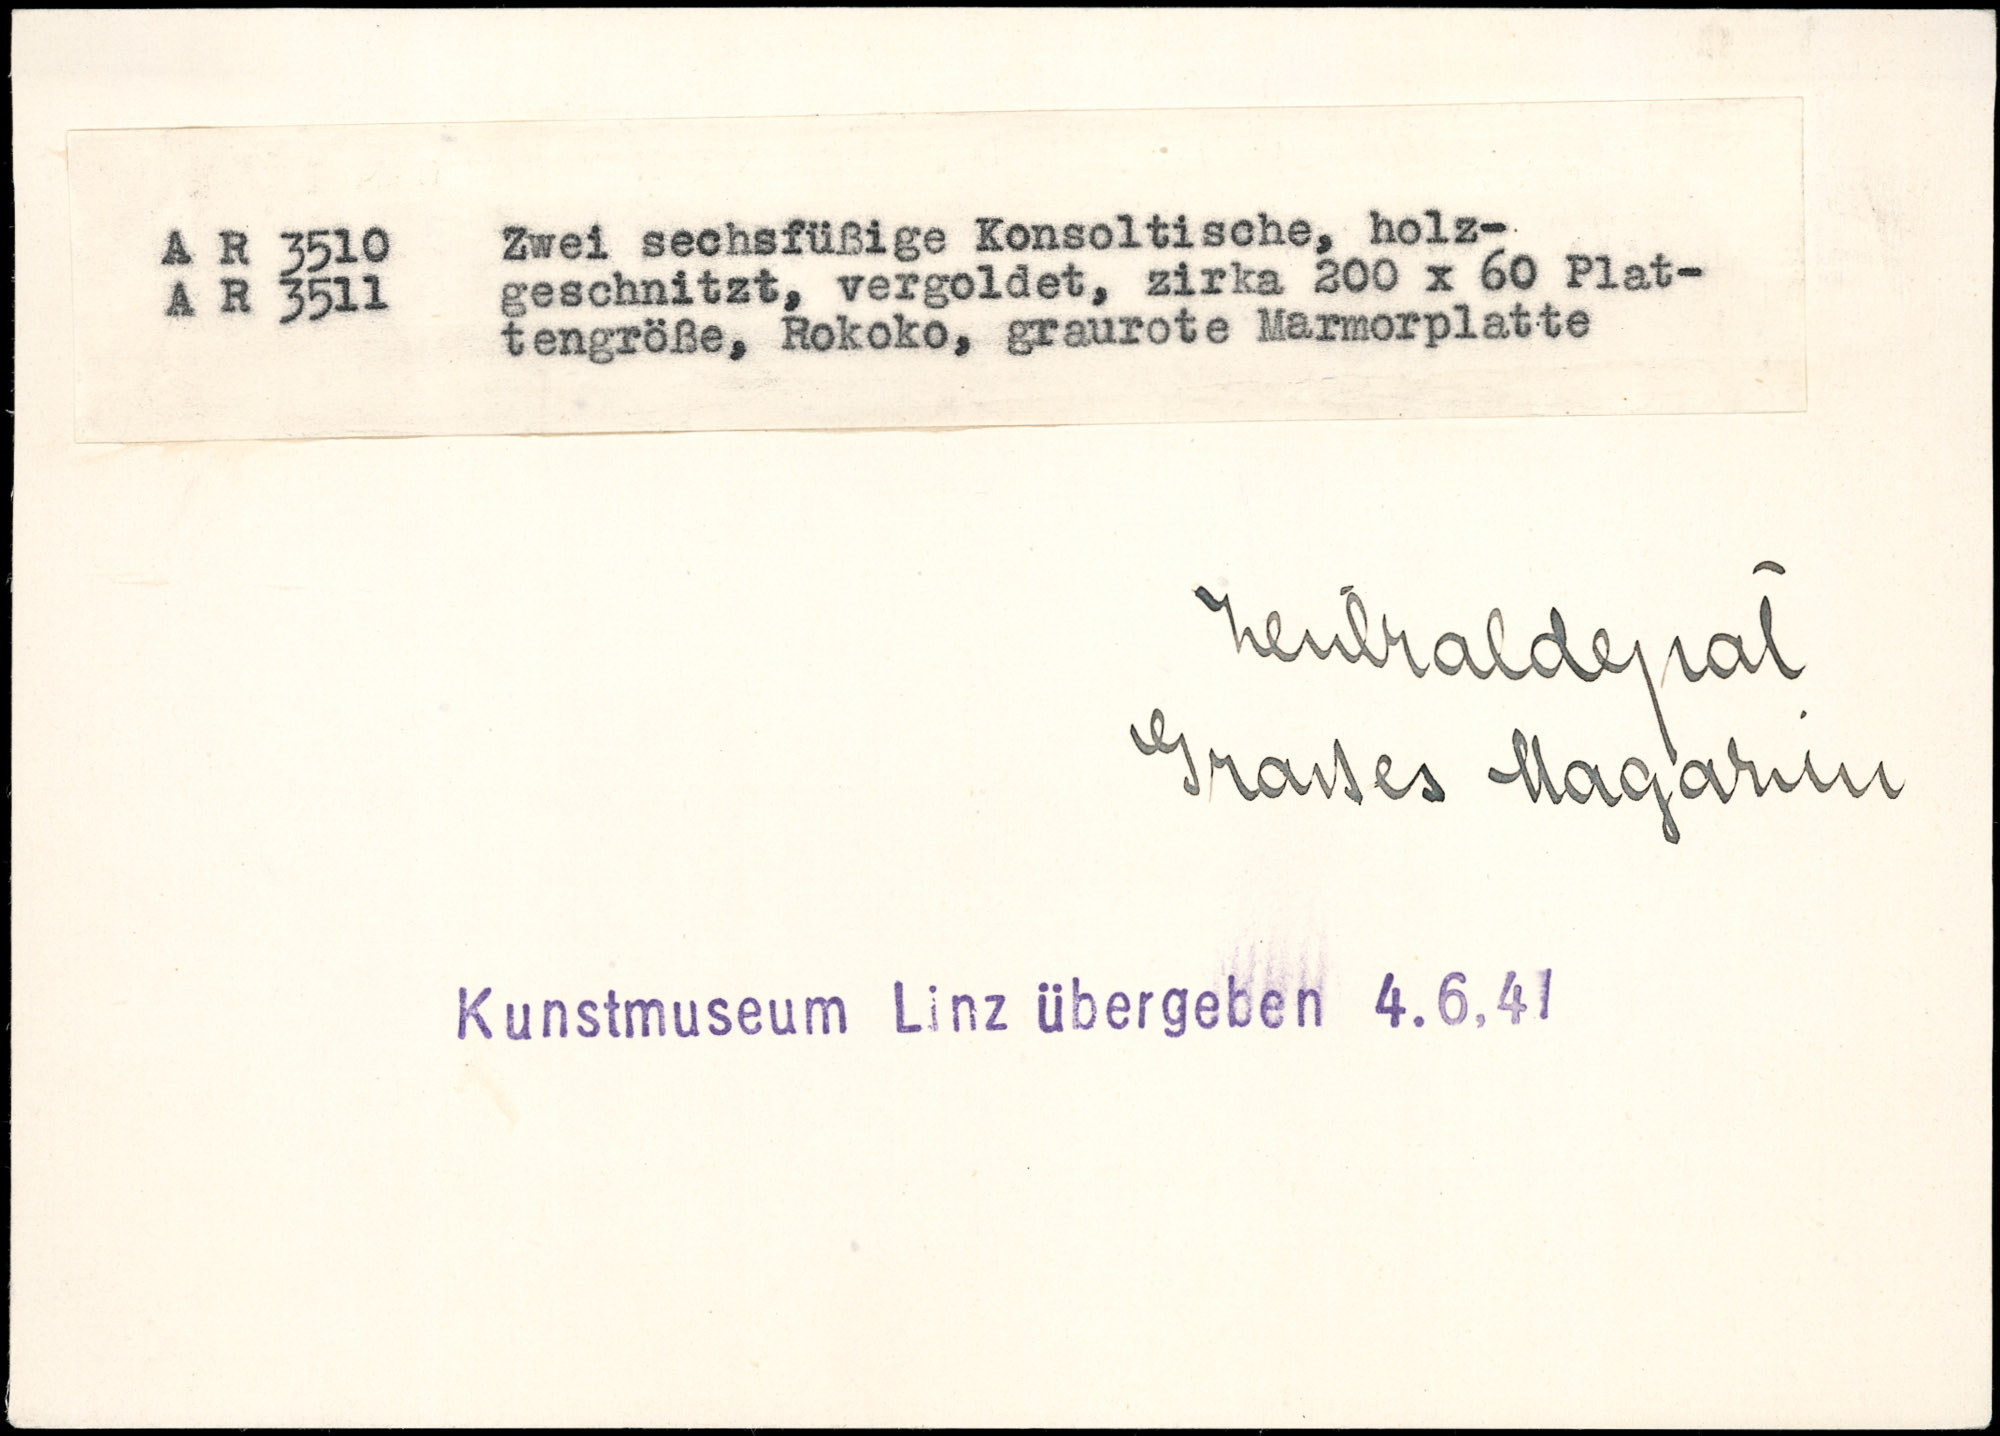 A R 3510 Zwei sechsfüßige Konsoltische, holz-
A R 3511 geschnitzt, vergoldet, zirka 200 x 60 Plat-
tengröße, Rokoko, graurote Marmorplatte
Zentraldepot
Grosses Magazin
Kunstmuseum Linz übergeben 4.6.41